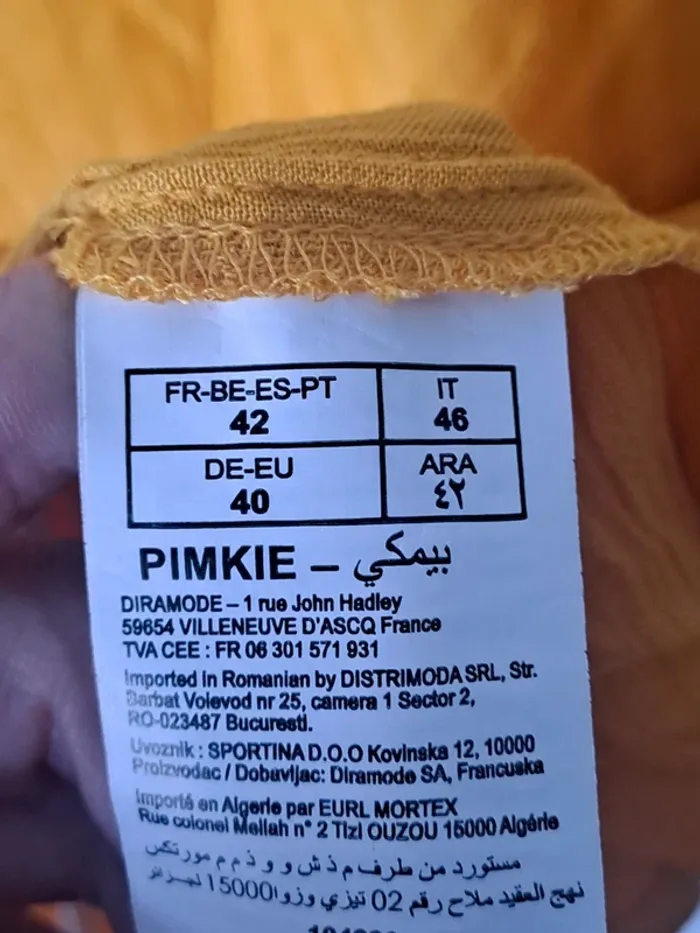 FR-BE-ES-PT IT
42 46
DE-EU ARA
40 ٤٢
PIMKIE – بيمكي
DIRAMODE – 1 rue John Hadley
59654 VILLENEUVE D'ASCQ France
TVA CEE : FR 06 301 571 931
Imported in Romanian by DISTRIMODA SRL, Str.
Barbat Voievod nr 25, camera 1 Sector 2,
RO-023487 Bucuresti.
Uvoznik : SPORTINA D.O.O Kovinska 12, 10000
Proizvodac / Dobavljac: Diramode SA, Francuska
Importé en Algerie par EURL MORTEX
Rue colonel Mellah n° 2 Tizi OUZOU 15000 Algérie
مستورد من طرف م ذ ش و و ذ م م مورتكس
نهج العقيد ملاح رقم 02 تيزي وزو 15000